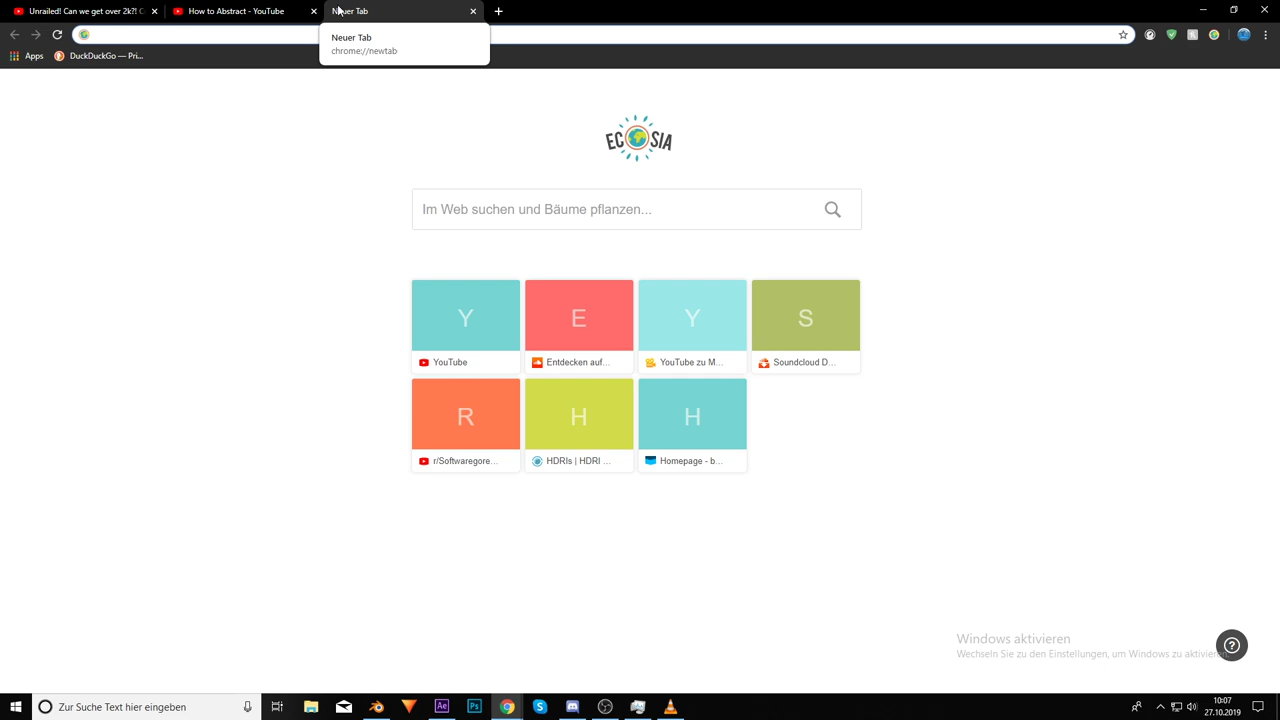 Unrailed! Can we get over 2k?! C
How to Abstract - YouTube
Neuer Tab
Neuer Tab
chrome://newtab
Apps
DuckDuckGo — Pri...
ECOSIA
Im Web suchen und Bäume pflanzen...
Y
E
Y
S
YouTube
Entdecken auf...
YouTube zu M...
Soundcloud D...
R
H
H
r/Softwaregore...
HDRIs | HDRI ...
Homepage - b...
Windows aktivieren
Wechseln Sie zu den Einstellungen, um Windows zu aktivieren.
Zur Suche Text hier eingeben
Ae
Ps
10:07
27.10.2019